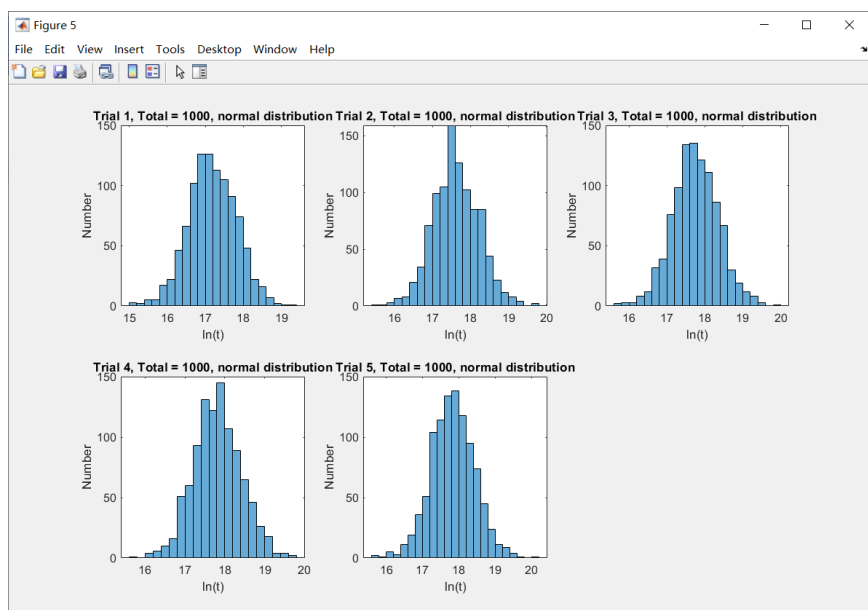 Figure 5
File Edit View Insert Tools Desktop Window Help
Trial 1, Total = 1000, normal distribution
150
100
50
0
Number
15 16 17 18 19
ln(t)
Trial 2, Total = 1000, normal distribution
150
100
50
0
Number
16 17 18 19 20
ln(t)
Trial 3, Total = 1000, normal distribution
150
100
50
0
Number
16 17 18 19 20
ln(t)
Trial 4, Total = 1000, normal distribution
150
100
50
0
Number
16 17 18 19 20
ln(t)
Trial 5, Total = 1000, normal distribution
150
100
50
0
Number
16 17 18 19 20
ln(t)